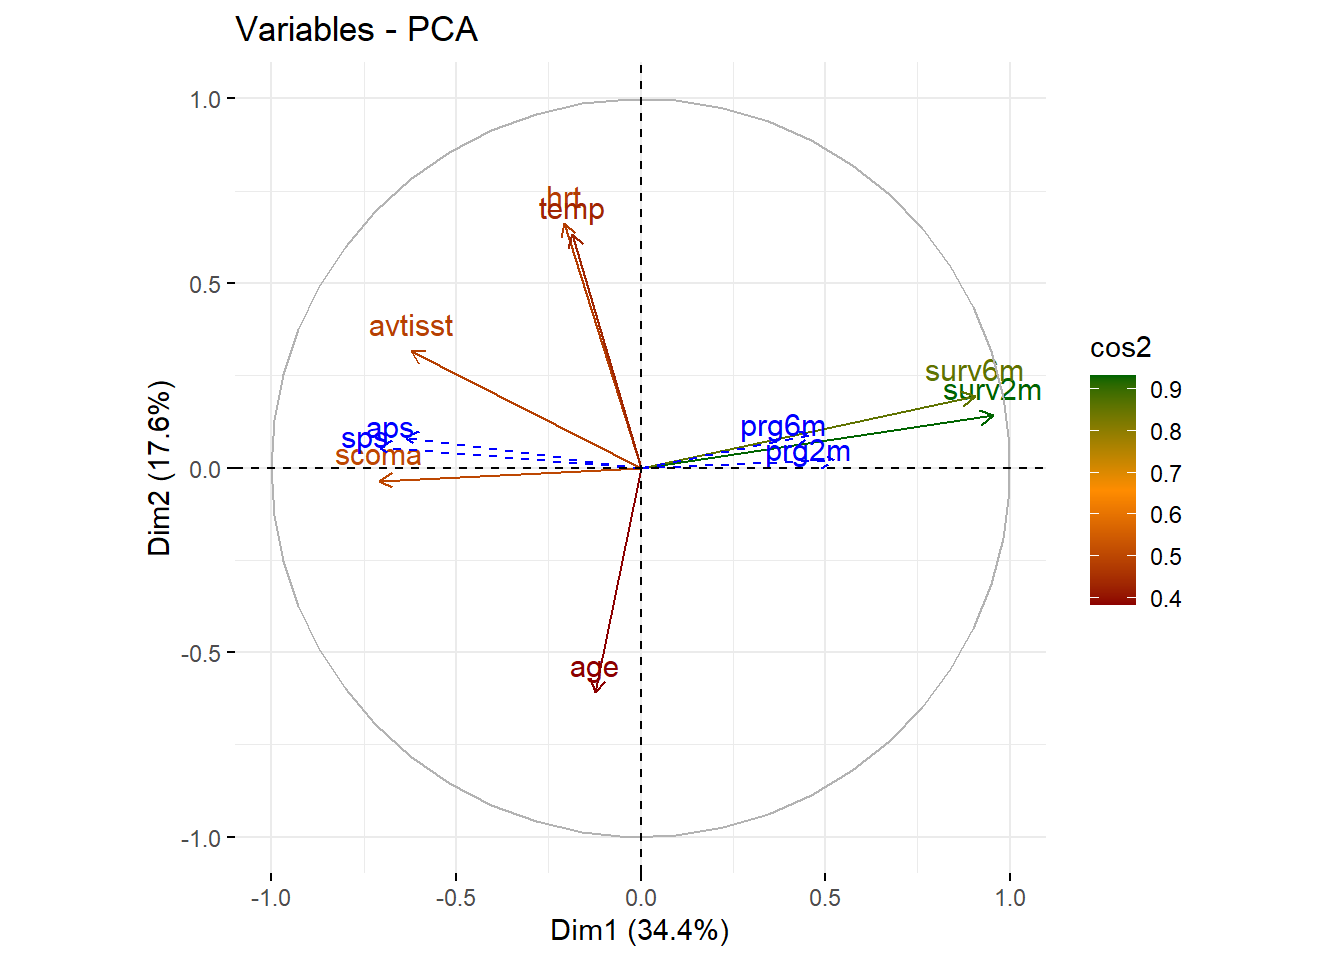 Variables - PCA
1.0
0.5
0.0
-0.5
-1.0
Dim2 (17.6%)
hrt
temp
avtisst
aps
sps
scoma
age
surv6m
surv2m
prg6m
prg2m
-1.0
-0.5
0.0
0.5
1.0
Dim1 (34.4%)
cos2
0.9
0.8
0.7
0.6
0.5
0.4